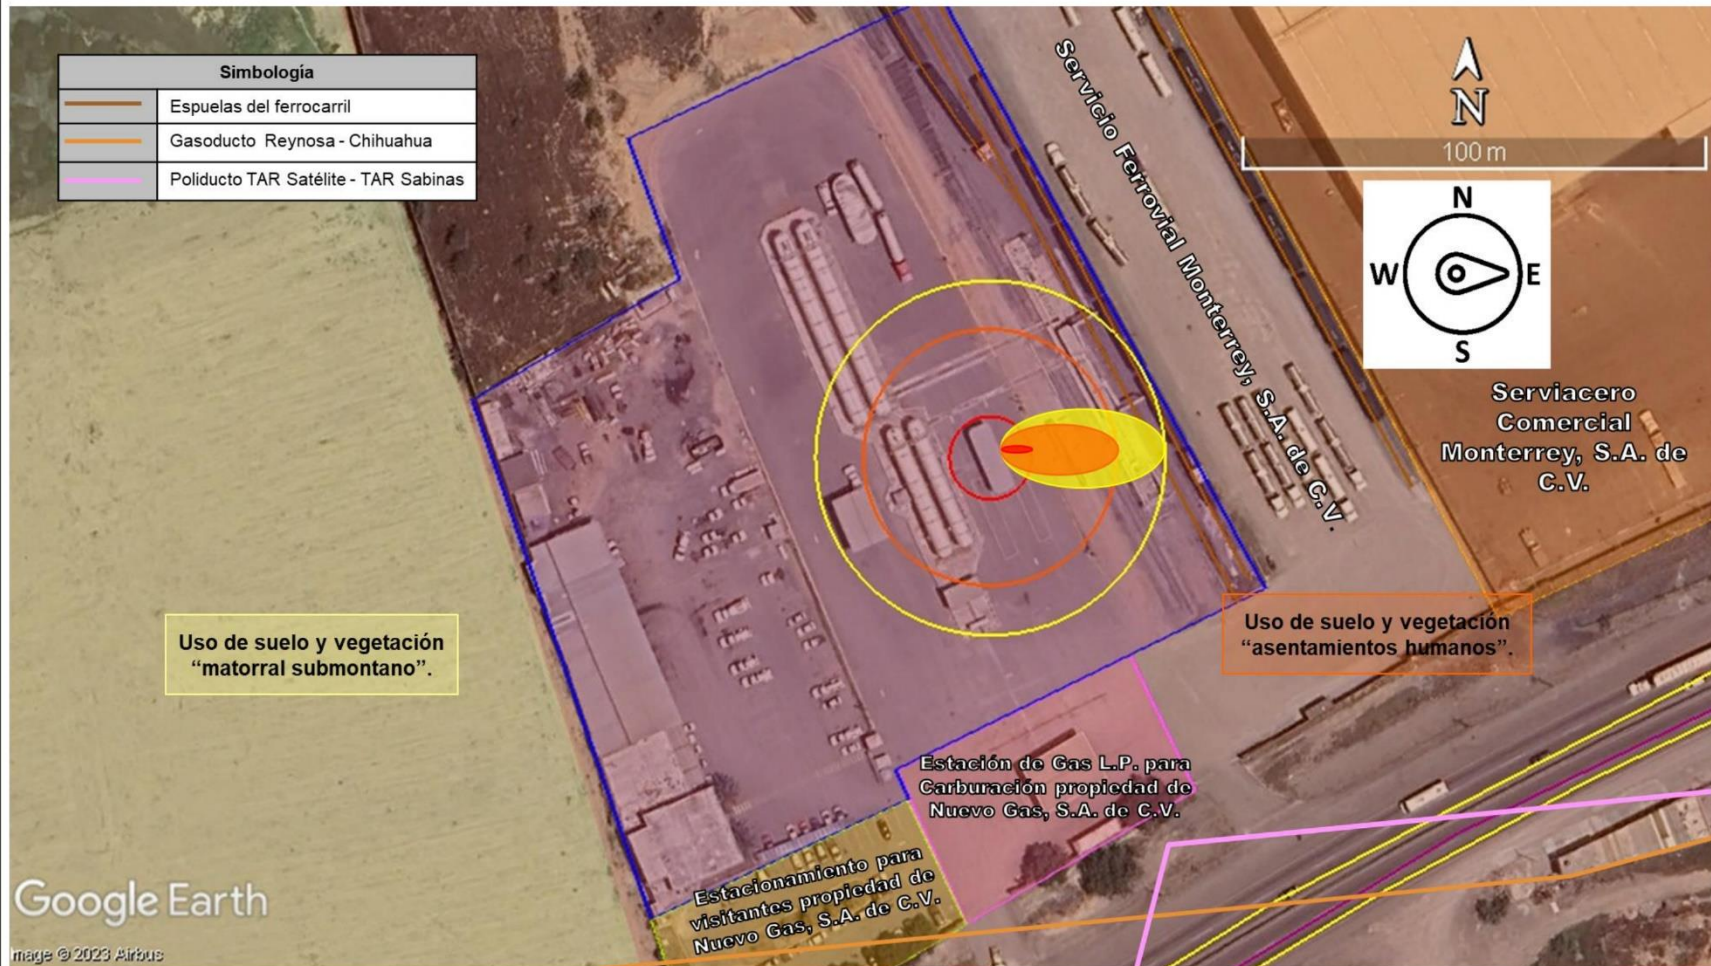 Simbología
Espuelas del ferrocarril
Gasoducto Reynosa - Chihuahua
Poliducto TAR Satélite - TAR Sabinas
Servicio Ferrovial Monterrey, S.A. de C.V.
N
100 m
N
W
E
S
Serviacero
Comercial
Monterrey, S.A. de
C.V.
Uso de suelo y vegetación
“matorral submontano”.
Uso de suelo y vegetación
“asentamientos humanos”.
Estación de Gas L.P. para
Carburación propiedad de
Nuevo Gas, S.A. de C.V.
Estacionamiento para
visitantes propiedad de
Nuevo Gas, S.A. de C.V.
Google Earth
Image © 2023 Airbus